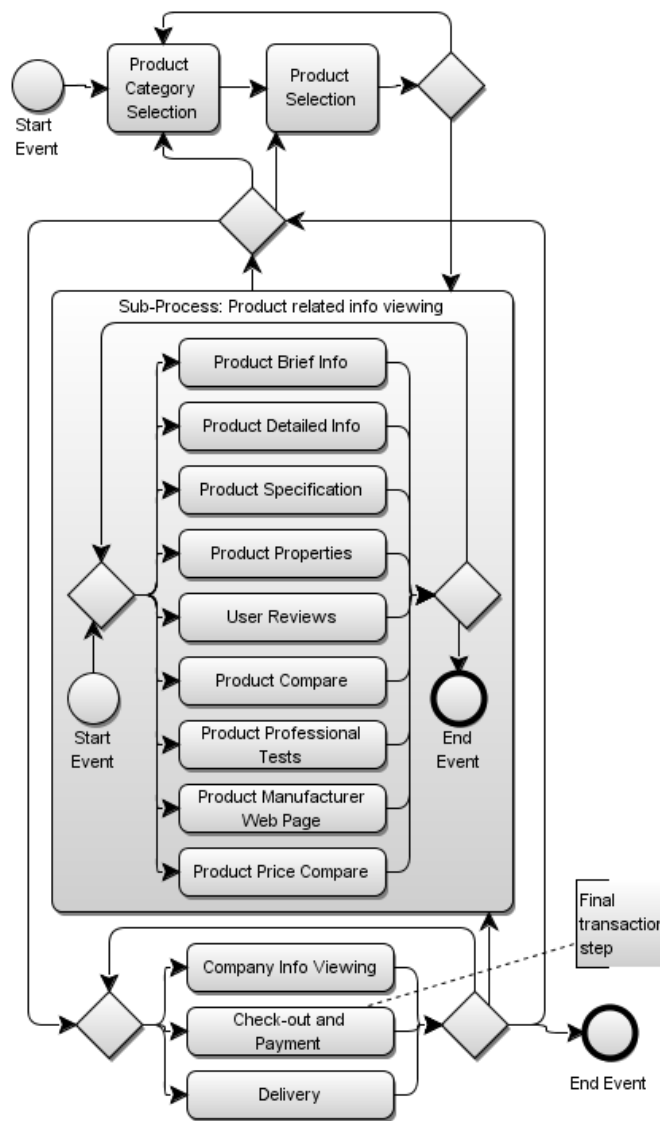 Product
Category
Selection
Product
Selection
Start
Event
Sub-Process: Product related info viewing
Product Brief Info
Product Detailed Info
Product Specification
Product Properties
User Reviews
Product Compare
Product Professional
Tests
Product Manufacturer
Web Page
Product Price Compare
Start
Event
End
Event
Final
transaction
step
Company Info Viewing
Check-out and
Payment
Delivery
End Event